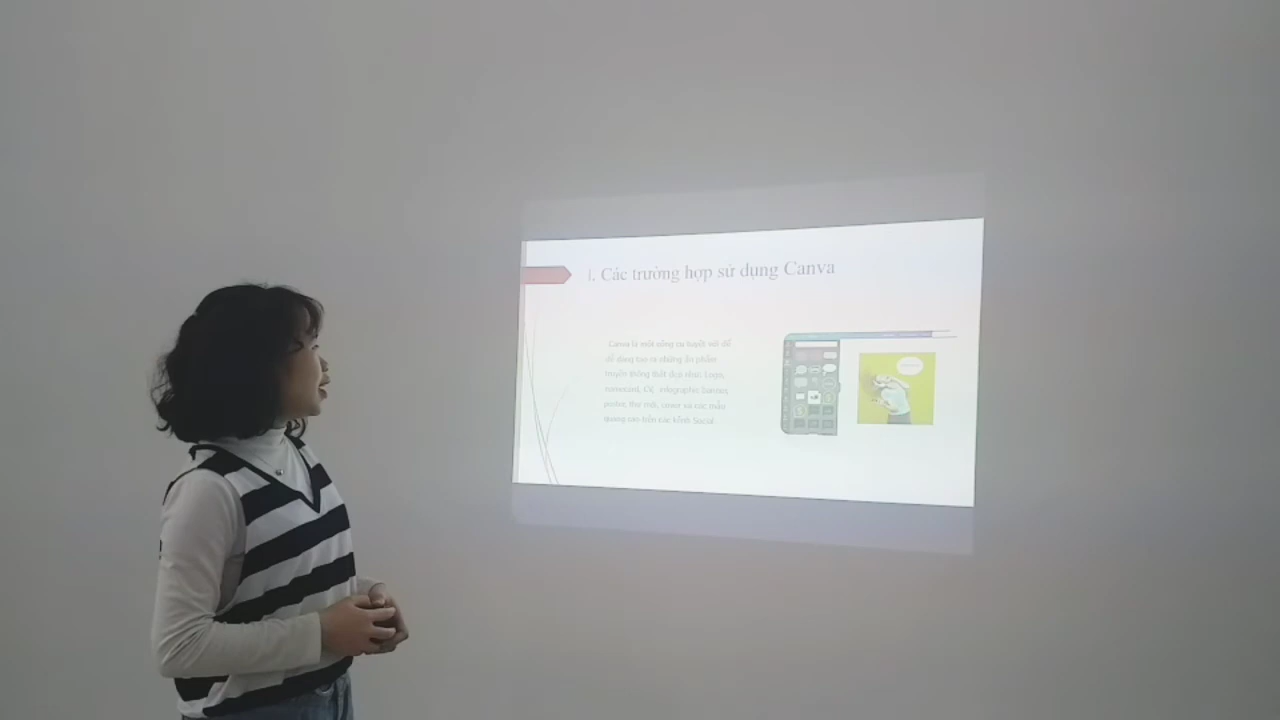 1. Các trường hợp sử dụng Canva
Canva là một công cụ tuyệt vời để
dễ dàng tạo ra những ấn phẩm
truyền thông thật đẹp như: Logo,
namecard, CV, infographic banner,
poster, thư mời, cover và các mẫu
quảng cáo trên các kênh Social.